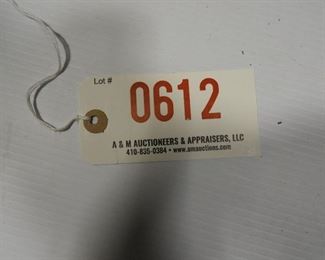 Lot #
0612
A & M AUCTIONEERS & APPRAISERS, LLC
410-835-0384 • www.amauctions.com